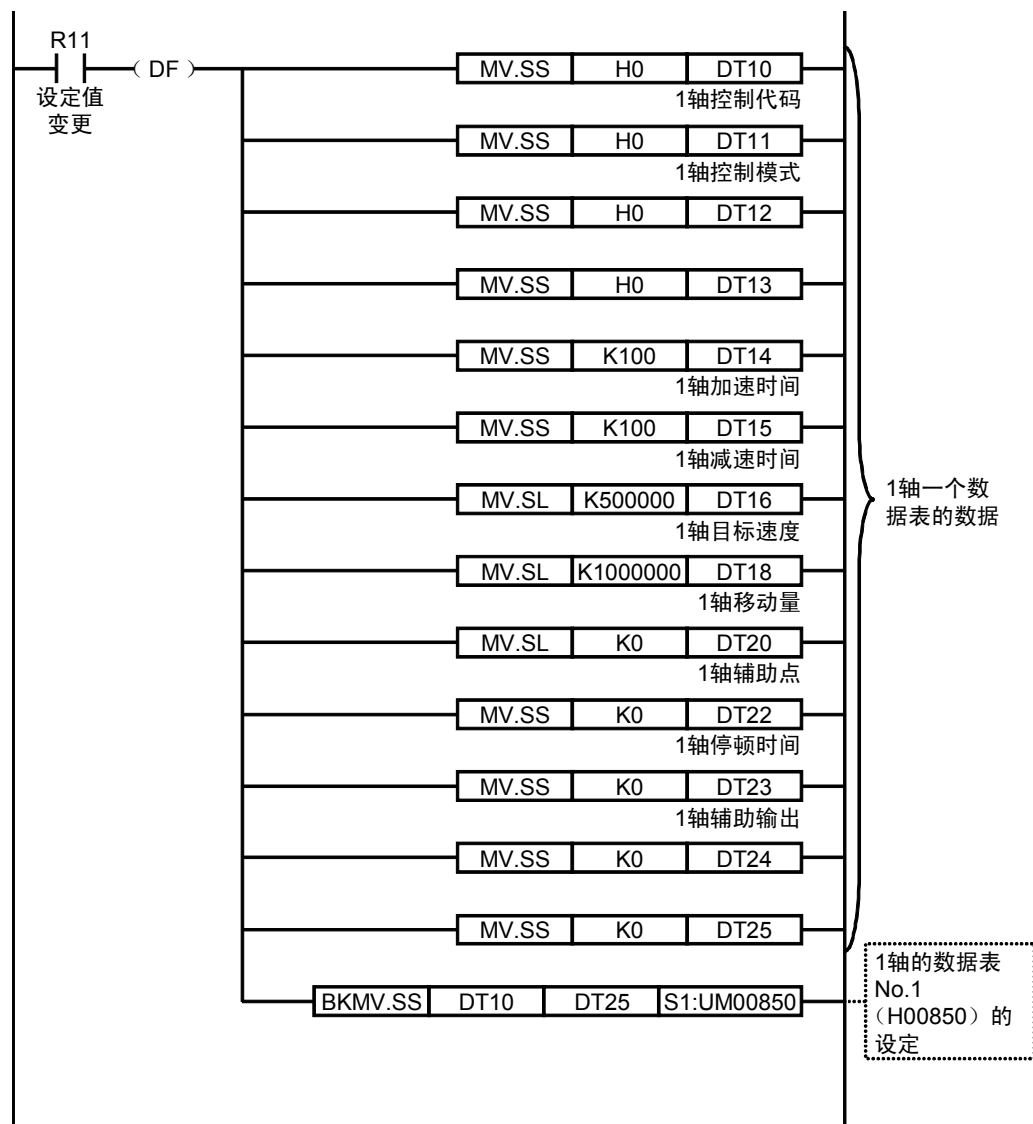 R11
( DF )
设定值
变更
MV.SS H0 DT10
1轴控制代码
MV.SS H0 DT11
1轴控制模式
MV.SS H0 DT12
MV.SS H0 DT13
MV.SS K100 DT14
1轴加速时间
MV.SS K100 DT15
1轴减速时间
MV.SL K500000 DT16
1轴目标速度
MV.SL K1000000 DT18
1轴移动量
MV.SL K0 DT20
1轴辅助点
MV.SS K0 DT22
1轴停顿时间
MV.SS K0 DT23
1轴辅助输出
MV.SS K0 DT24
MV.SS K0 DT25
BKMV.SS DT10 DT25 S1:UM00850
1轴一个数
据表的数据
1轴的数据表
No.1
（H00850）的
设定